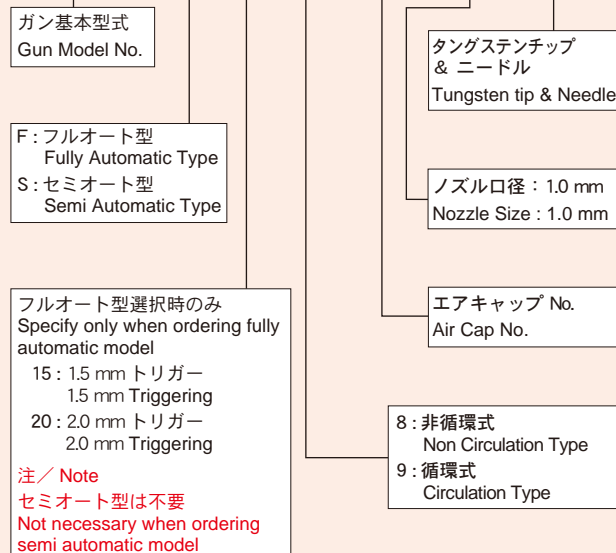 ガン基本型式
Gun Model No.
F : フルオート型
Fully Automatic Type
S : セミオート型
Semi Automatic Type
フルオート型選択時のみ
Specify only when ordering fully
automatic model
15 : 1.5 mm トリガー
1.5 mm Triggering
20 : 2.0 mm トリガー
2.0 mm Triggering
注／ Note
セミオート型は不要
Not necessary when ordering
semi automatic model
タングステンチップ
& ニードル
Tungsten tip & Needle
ノズル口径 : 1.0 mm
Nozzle Size : 1.0 mm
エアキャップ No.
Air Cap No.
8 : 非循環式
Non Circulation Type
9 : 循環式
Circulation Type